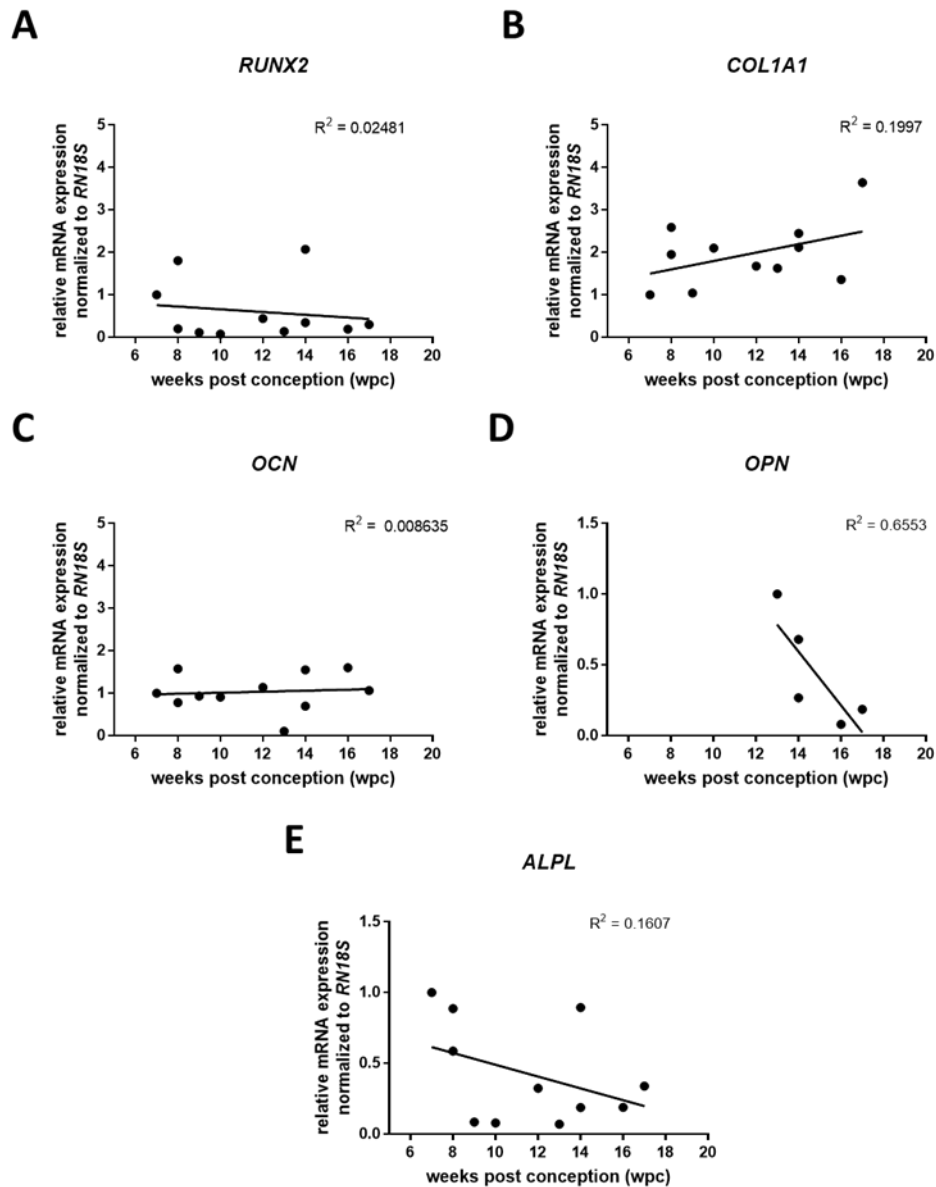 A
RUNX2
R² = 0.02481
relative mRNA expression
normalized to RN18S
5
4
3
2
1
0
6 8 10 12 14 16 18 20
weeks post conception (wpc)
B
COL1A1
R² = 0.1997
relative mRNA expression
normalized to RN18S
5
4
3
2
1
0
6 8 10 12 14 16 18 20
weeks post conception (wpc)
C
OCN
R² = 0.008635
relative mRNA expression
normalized to RN18S
5
4
3
2
1
0
6 8 10 12 14 16 18 20
weeks post conception (wpc)
D
OPN
R² = 0.6553
relative mRNA expression
normalized to RN18S
1.5
1.0
0.5
0.0
6 8 10 12 14 16 18 20
weeks post conception (wpc)
E
ALPL
R² = 0.1607
relative mRNA expression
normalized to RN18S
1.5
1.0
0.5
0.0
6 8 10 12 14 16 18 20
weeks post conception (wpc)